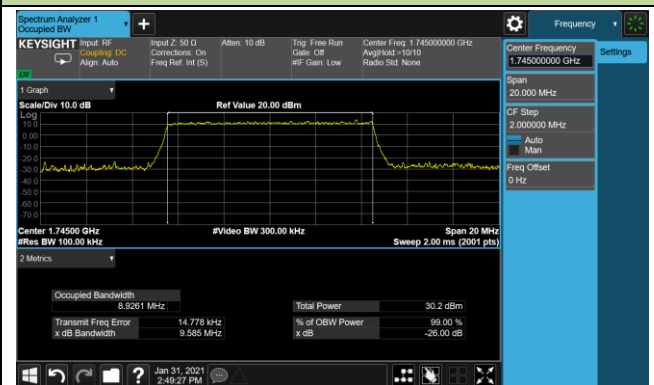 Spectrum Analyzer 1
Occupied BW
+
Frequency
KEYSIGHT
Input: RF
Coupling: DC
Align: Auto
Input Z: 50 Ω
Corrections: On
Freq Ref: Int (S)
Atten: 10 dB
Trig: Free Run
Gate: Off
#IF Gain: Low
Center Freq: 1.745000000 GHz
Avg|Hold:>10/10
Radio Std: None
Center Frequency
1.745000000 GHz
Settings
Span
20.000 MHz
CF Step
2.000000 MHz
Auto
Man
Freq Offset
0 Hz
1 Graph
Scale/Div 10.0 dB
Ref Value 20.00 dBm
Log
10.0
0.00
-10.0
-20.0
-30.0
-40.0
-50.0
-60.0
-70.0
Center 1.74500 GHz
#Video BW 300.00 kHz
Span 20 MHz
#Res BW 100.00 kHz
Sweep 2.00 ms (2001 pts)
2 Metrics
Occupied Bandwidth
8.9261 MHz
Total Power
30.2 dBm
Transmit Freq Error
14.778 kHz
% of OBW Power
99.00 %
x dB Bandwidth
9.585 MHz
x dB
-26.00 dB
?
Jan 31, 2021
2:49:27 PM